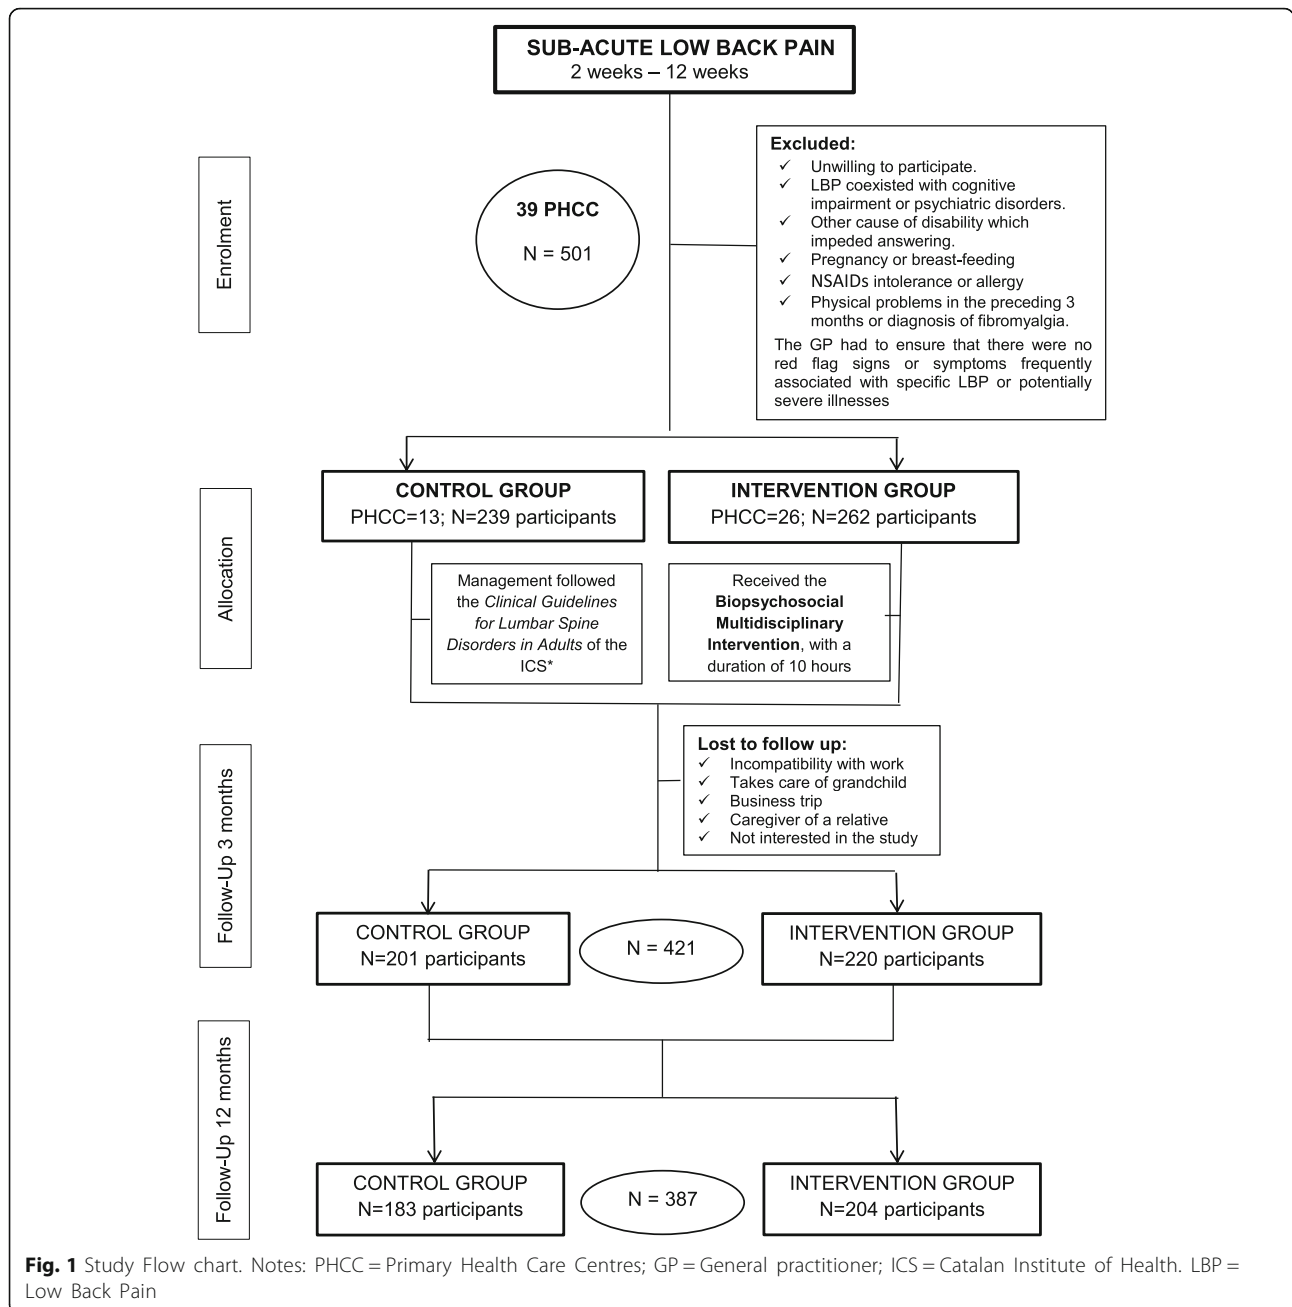 SUB-ACUTE LOW BACK PAIN
2 weeks – 12 weeks
Enrolment
39 PHCC
N = 501
Excluded:
✓ Unwilling to participate.
✓ LBP coexisted with cognitive
impairment or psychiatric disorders.
✓ Other cause of disability which
impeded answering.
✓ Pregnancy or breast-feeding
✓ NSAIDs intolerance or allergy
✓ Physical problems in the preceding 3
months or diagnosis of fibromyalgia.
The GP had to ensure that there were no
red flag signs or symptoms frequently
associated with specific LBP or potentially
severe illnesses
Allocation
CONTROL GROUP
PHCC=13; N=239 participants
INTERVENTION GROUP
PHCC=26; N=262 participants
Management followed
the Clinical Guidelines
for Lumbar Spine
Disorders in Adults of the
ICS*
Received the
Biopsychosocial
Multidisciplinary
Intervention, with a
duration of 10 hours
Follow-Up 3 months
Lost to follow up:
✓ Incompatibility with work
✓ Takes care of grandchild
✓ Business trip
✓ Caregiver of a relative
✓ Not interested in the study
CONTROL GROUP
N=201 participants
N = 421
INTERVENTION GROUP
N=220 participants
Follow-Up 12 months
CONTROL GROUP
N=183 participants
N = 387
INTERVENTION GROUP
N=204 participants
Fig. 1 Study Flow chart. Notes: PHCC = Primary Health Care Centres; GP = General practitioner; ICS = Catalan Institute of Health. LBP =
Low Back Pain